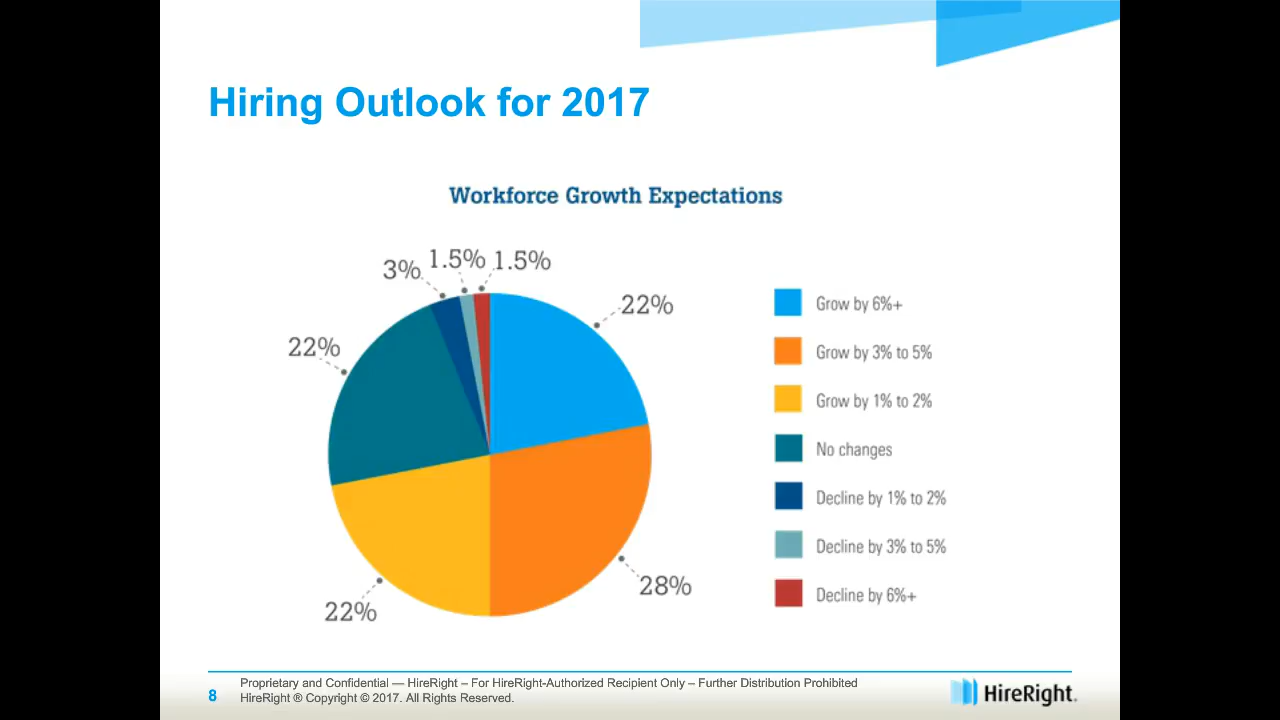 Hiring Outlook for 2017
Workforce Growth Expectations
3%
1.5%
1.5%
22%
22%
28%
22%
Grow by 6%+
Grow by 3% to 5%
Grow by 1% to 2%
No changes
Decline by 1% to 2%
Decline by 3% to 5%
Decline by 6%+
8
Proprietary and Confidential — HireRight – For HireRight-Authorized Recipient Only – Further Distribution Prohibited
HireRight ® Copyright © 2017. All Rights Reserved.
HireRight.